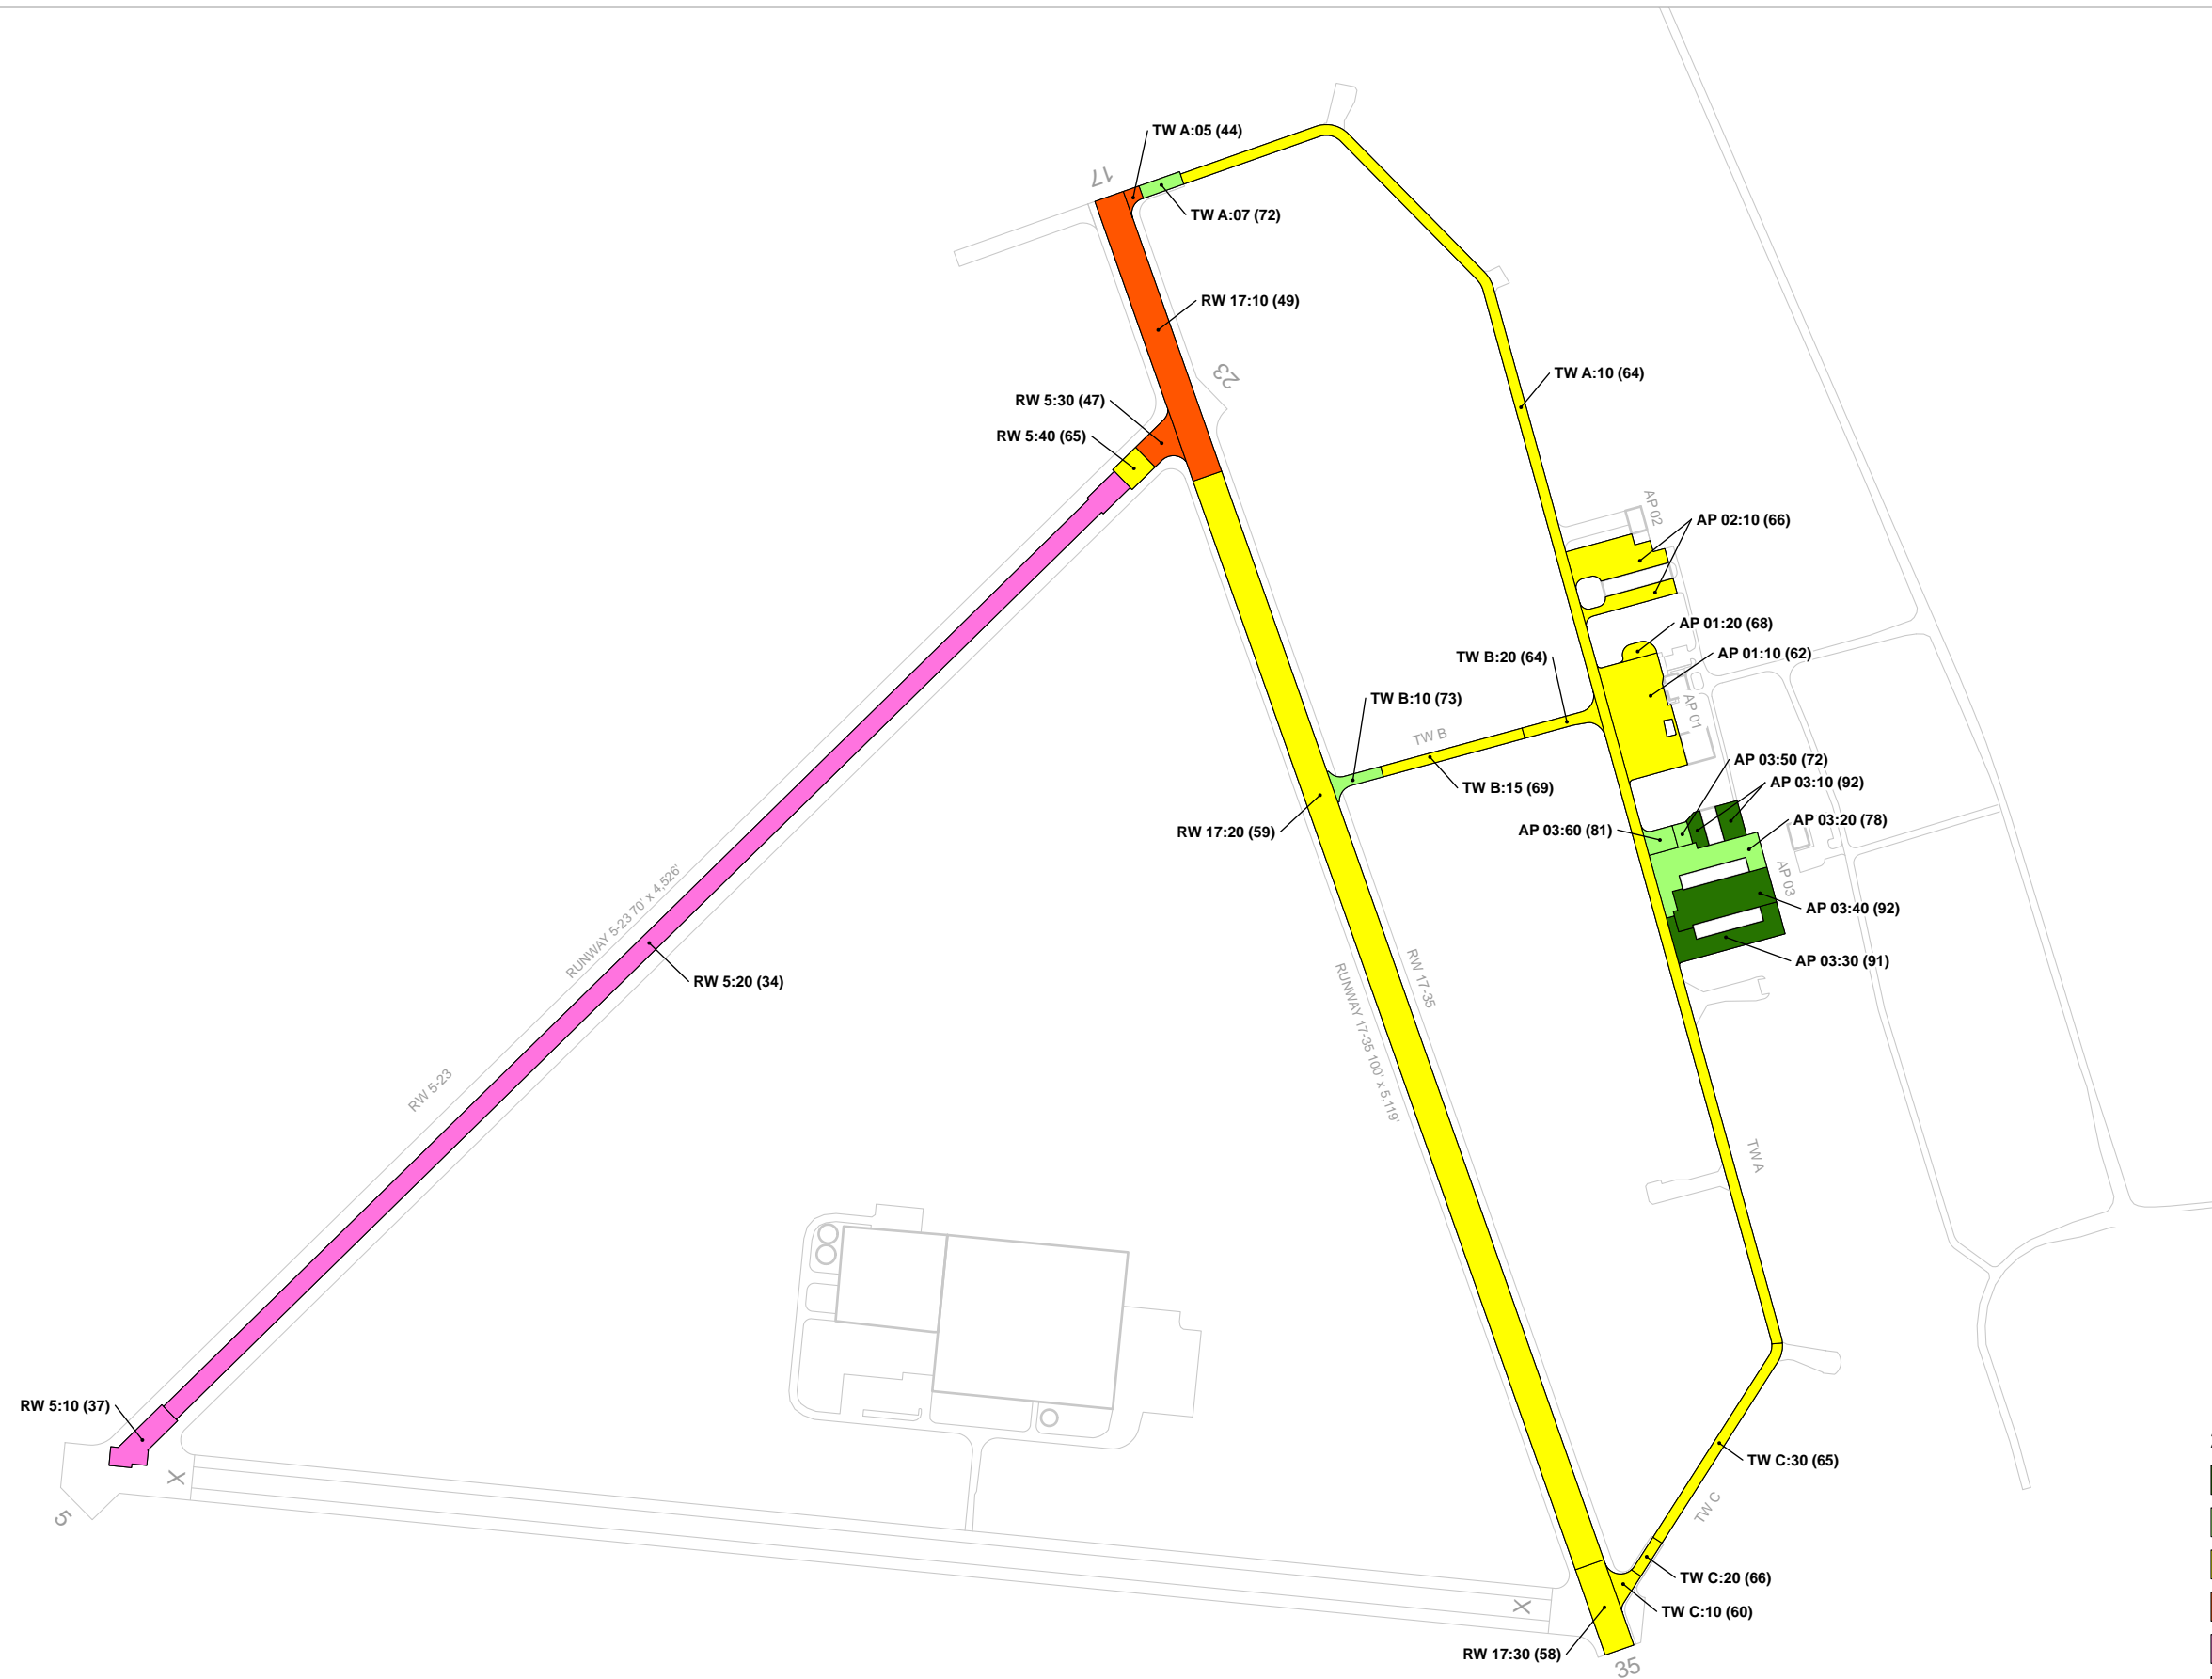 TW A:05 (44)
17
TW A:07 (72)
RW 17:10 (49)
23
TW A:10 (64)
RW 5:30 (47)
RW 5:40 (65)
AP 02
AP 02:10 (66)
AP 01:20 (68)
AP 01:10 (62)
TW B:20 (64)
TW B:10 (73)
AP 01
TW B
AP 03:50 (72)
AP 03:10 (92)
TW B:15 (69)
AP 03:20 (78)
RW 17:20 (59)
AP 03:60 (81)
AP 03
AP 03:40 (92)
AP 03:30 (91)
RUNWAY 5-23 70' x 4,526'
RW 5:20 (34)
RW 17-35
RUNWAY 17-35 100' x 5,119'
RW 5-23
TW A
RW 5:10 (37)
TW C:30 (65)
X
TW C
5
TW C:20 (66)
X
TW C:10 (60)
RW 17:30 (58)
35